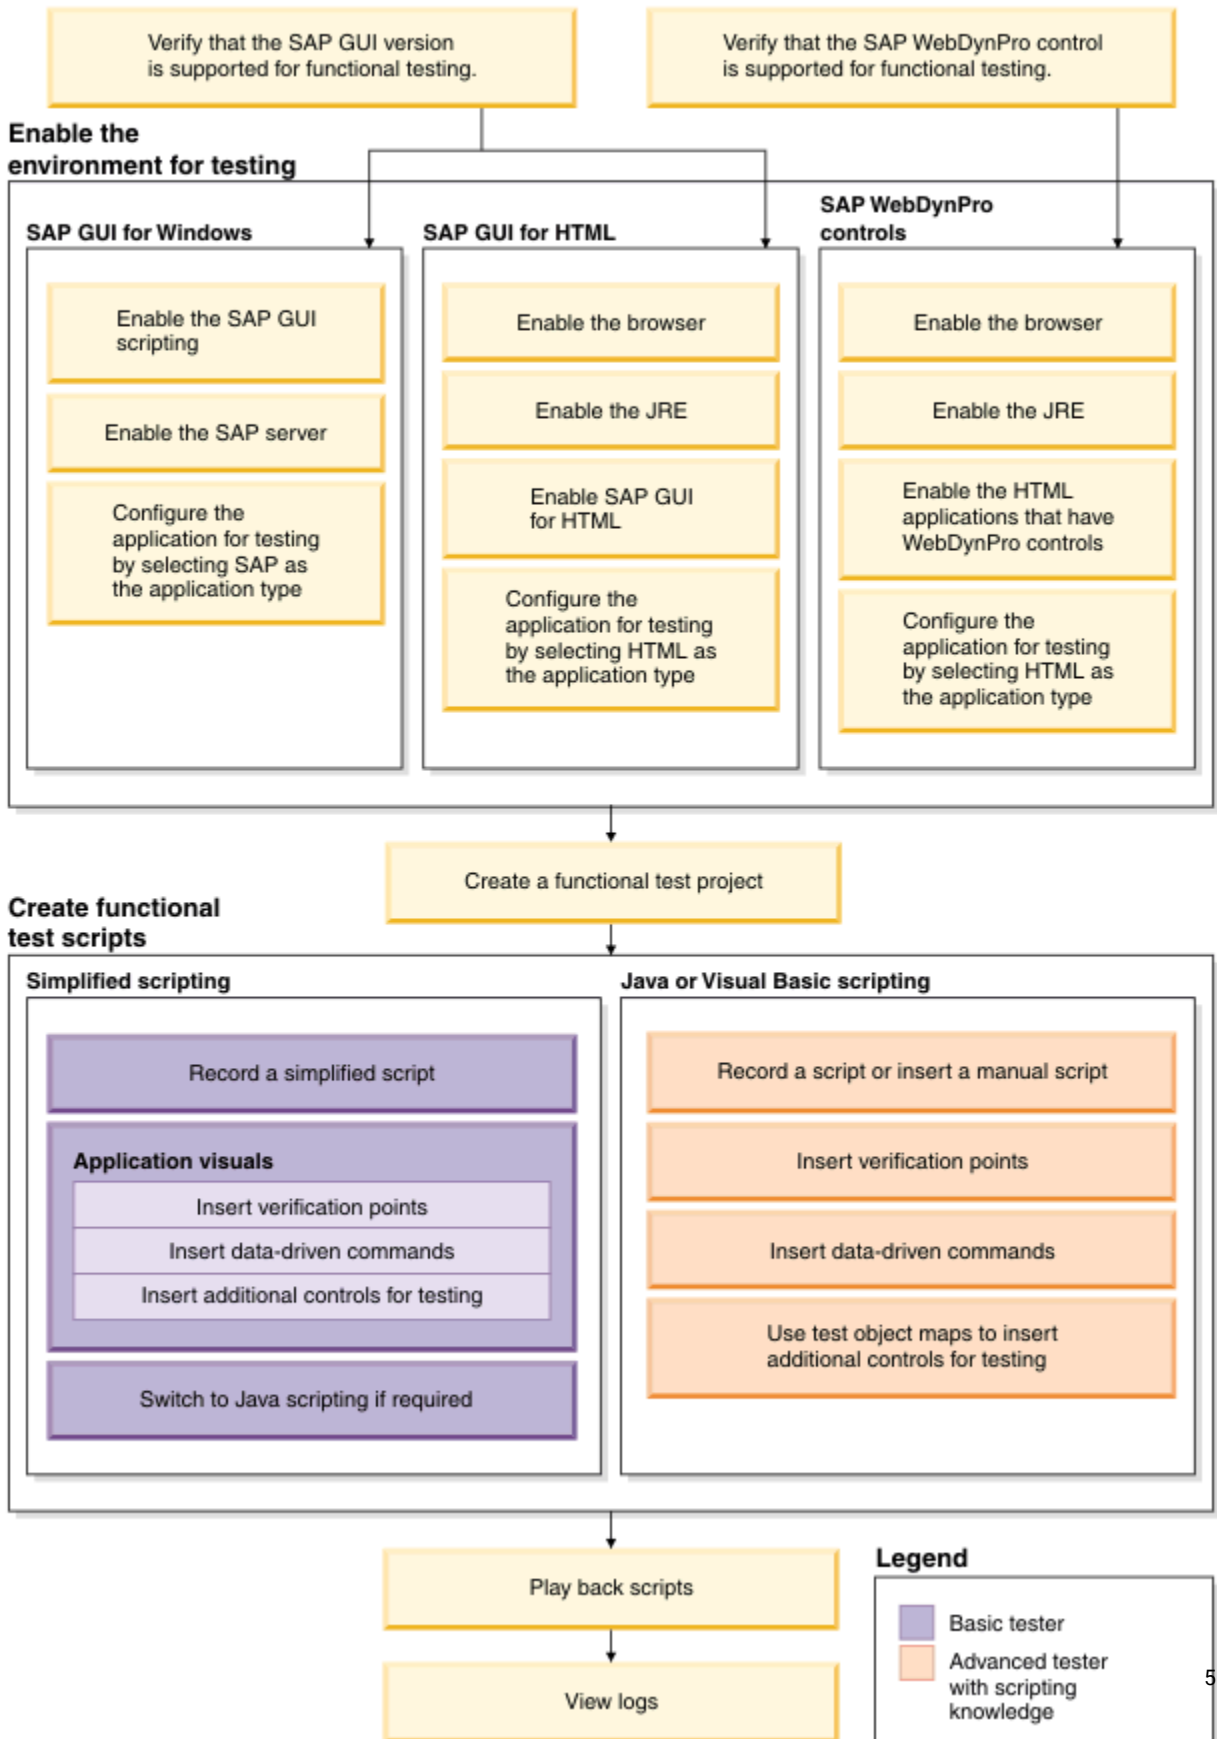 Verify that the SAP GUI version
is supported for functional testing.
Verify that the SAP WebDynPro control
is supported for functional testing.
Enable the
environment for testing
SAP GUI for Windows
Enable the SAP GUI
scripting
Enable the SAP server
Configure the
application for testing
by selecting SAP as
the application type
SAP GUI for HTML
Enable the browser
Enable the JRE
Enable SAP GUI
for HTML
Configure the
application for testing
by selecting HTML as
the application type
SAP WebDynPro
controls
Enable the browser
Enable the JRE
Enable the HTML
applications that have
WebDynPro controls
Configure the
application for testing
by selecting HTML as
the application type
Create a functional test project
Create functional
test scripts
Simplified scripting
Record a simplified script
Application visuals
Insert verification points
Insert data-driven commands
Insert additional controls for testing
Switch to Java scripting if required
Java or Visual Basic scripting
Record a script or insert a manual script
Insert verification points
Insert data-driven commands
Use test object maps to insert
additional controls for testing
Play back scripts
View logs
Legend
Basic tester
Advanced tester
with scripting
knowledge
5